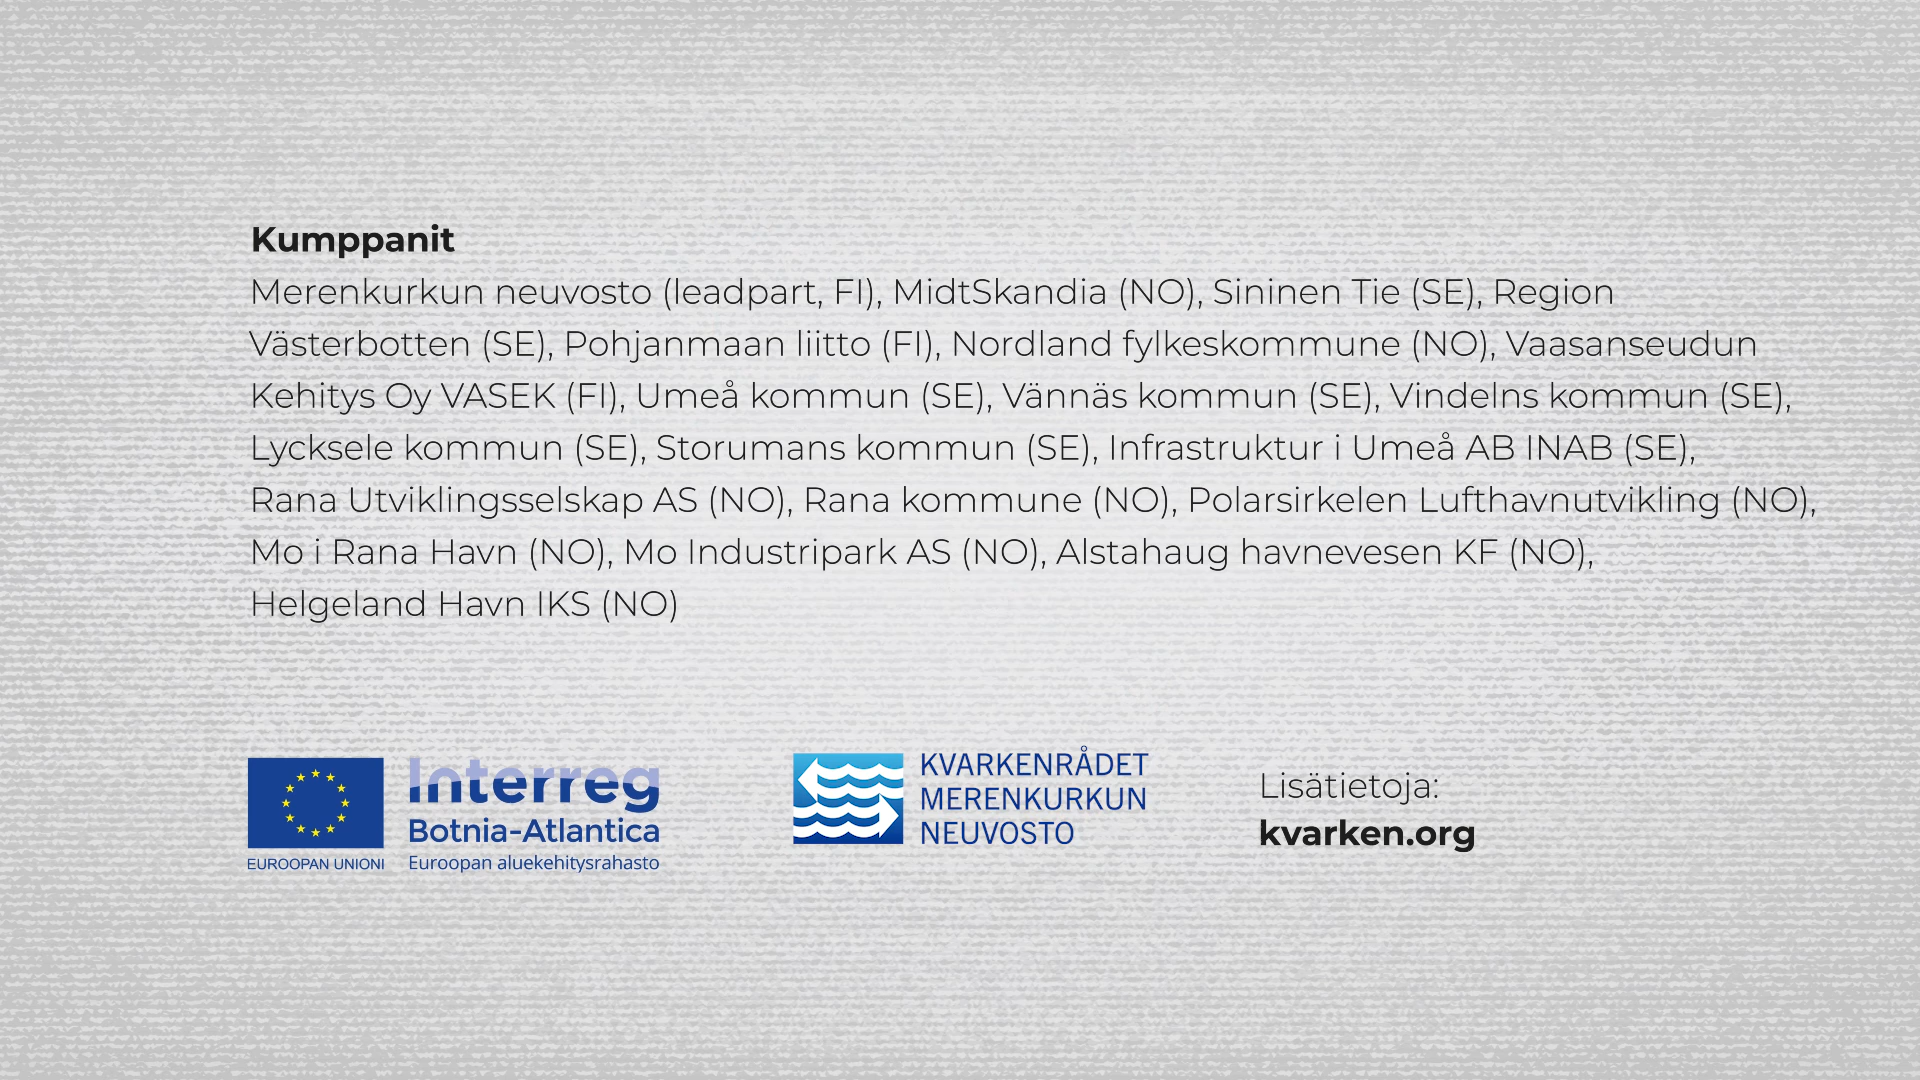 Kumppanit
Merenkurkun neuvosto (leadpart, FI), MidtSkandia (NO), Sininen Tie (SE), Region
Västerbotten (SE), Pohjanmaan liitto (FI), Nordland fylkeskommune (NO), Vaasanseudun
Kehitys Oy VASEK (FI), Umeå kommun (SE), Vännäs kommun (SE), Vindelns kommun (SE),
Lycksele kommun (SE), Storumans kommun (SE), Infrastruktur i Umeå AB INAB (SE),
Rana Utviklingsselskap AS (NO), Rana kommune (NO), Polarsirkelen Lufthavnutvikling (NO),
Mo i Rana Havn (NO), Mo Industripark AS (NO), Alstahaug havnevesen KF (NO),
Helgeland Havn IKS (NO)
EUROOPAN UNIONI
Interreg
Botnia-Atlantica
Euroopan aluekehitysrahasto
KVARKENRÅDET
MERENKURKUN
NEUVOSTO
Lisätietoja:
kvarken.org